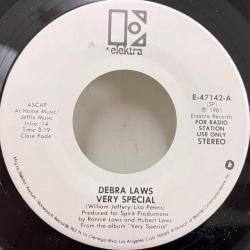 elektra
ASCAP
At Home Music/
Jeffix Music
Intro :14
Time 3:19
Close Fade
E-47142-A
(SP)
℗ 1981
Elektra Records
FOR RADIO
STATION
USE ONLY
STEREO
DEBRA LAWS
VERY SPECIAL
(William Jeffery/Lisa Peters)
Produced for Spirit Productions
by Ronnie Laws and Hubert Laws
From the album "Very Special"